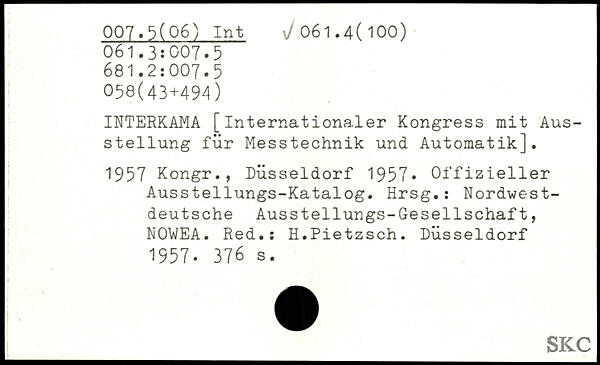 007.5(06) Int √ 061.4(100)
061.3:007.5
681.2:007.5
058(43+494)
INTERKAMA [Internationaler Kongress mit Aus-
stellung für Messtechnik und Automatik].
1957 Kongr., Düsseldorf 1957. Offizieller
Ausstellungs-Katalog. Hrsg.: Nordwest-
deutsche Ausstellungs-Gesellschaft,
NOWEA. Red.: H.Pietzsch. Düsseldorf
1957. 376 s.
SKC